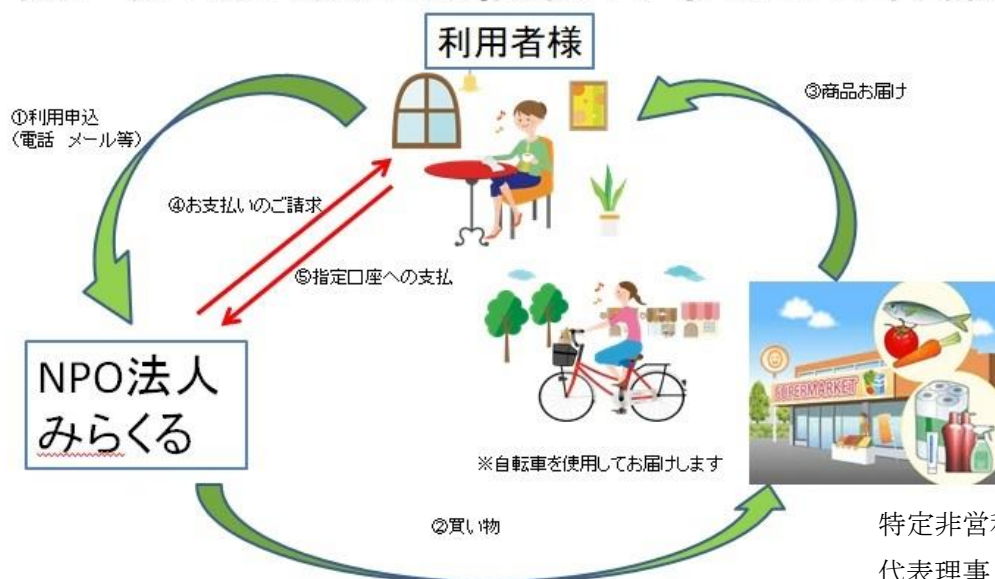 利用者様
①利用申込
(電話 メール等)
③商品お届け
④お支払いのご請求
⑤指定口座への支払
NPO法人
みらくる
SUPERMARKET
※自転車を使用してお届けします
②買い物
特定非営
代表理事